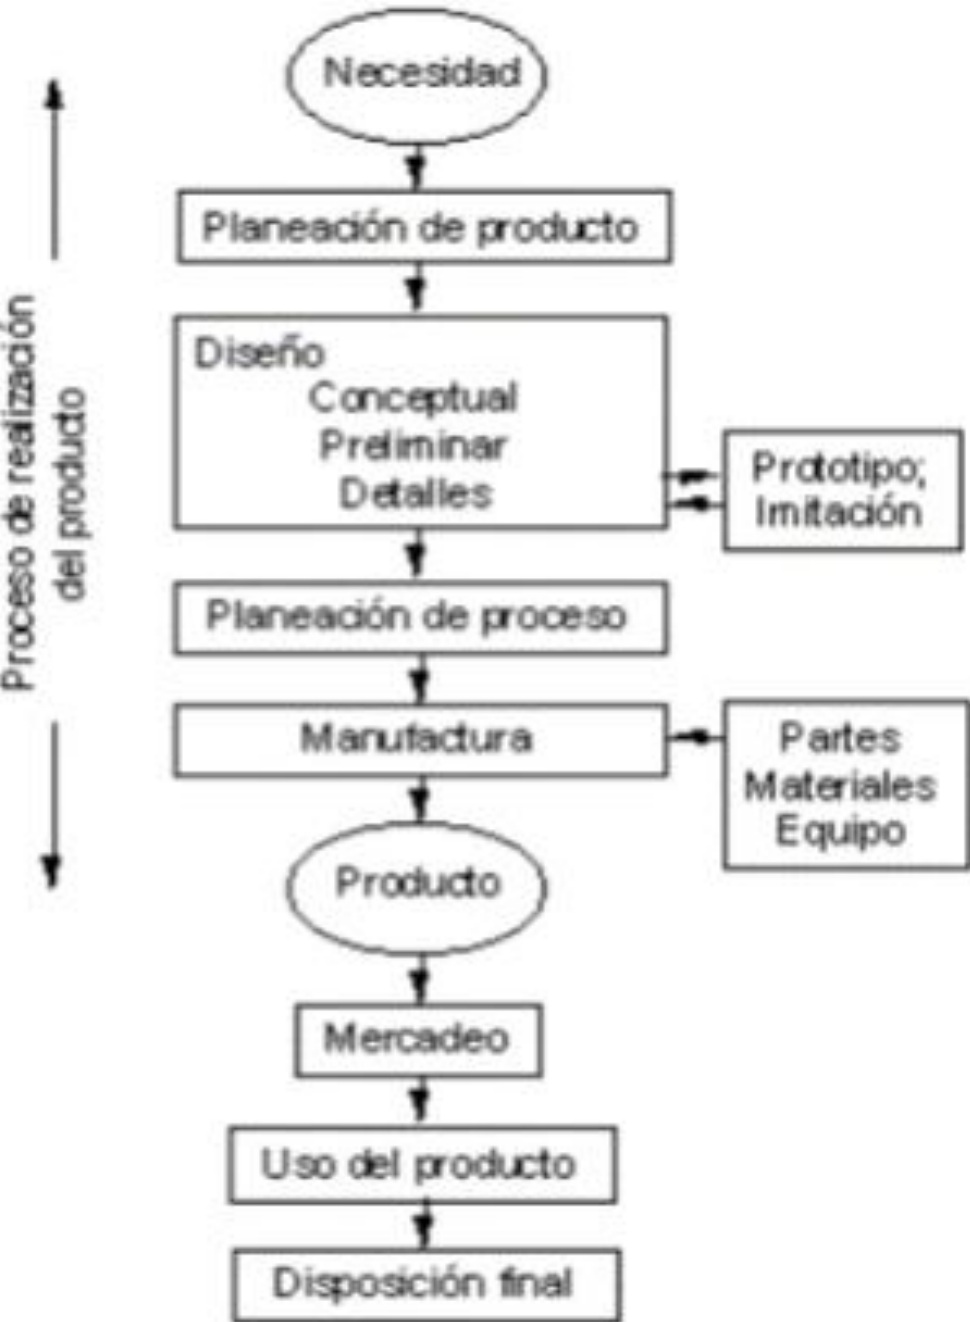 Necesidad
Planeación de producto
Diseño
Conceptual
Preliminar
Detalles
Prototipo;
Imitación
Planeación de proceso
Manufactura
Partes
Materiales
Equipo
Producto
Mercadeo
Uso del producto
Disposición final
Proceso de realización
del producto